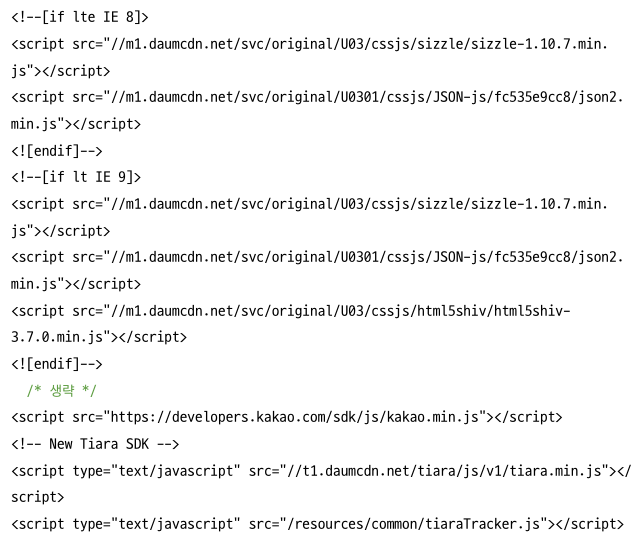 <!--[if lte IE 8]>
<script src="//m1.daumcdn.net/svc/original/U03/cssjs/sizzle/sizzle-1.10.7.min.
js"></script>
<script src="//m1.daumcdn.net/svc/original/U0301/cssjs/JSON-js/fc535e9cc8/json2.
min.js"></script>
<![endif]-->
<!--[if lt IE 9]>
<script src="//m1.daumcdn.net/svc/original/U03/cssjs/sizzle/sizzle-1.10.7.min.
js"></script>
<script src="//m1.daumcdn.net/svc/original/U0301/cssjs/JSON-js/fc535e9cc8/json2.
min.js"></script>
<script src="//m1.daumcdn.net/svc/original/U03/cssjs/html5shiv/html5shiv-
3.7.0.min.js"></script>
<![endif]-->
/* 생략 */
<script src="https://developers.kakao.com/sdk/js/kakao.min.js"></script>
<!-- New Tiara SDK -->
<script type="text/javascript" src="//t1.daumcdn.net/tiara/js/v1/tiara.min.js"></
script>
<script type="text/javascript" src="/resources/common/tiaraTracker.js"></script>